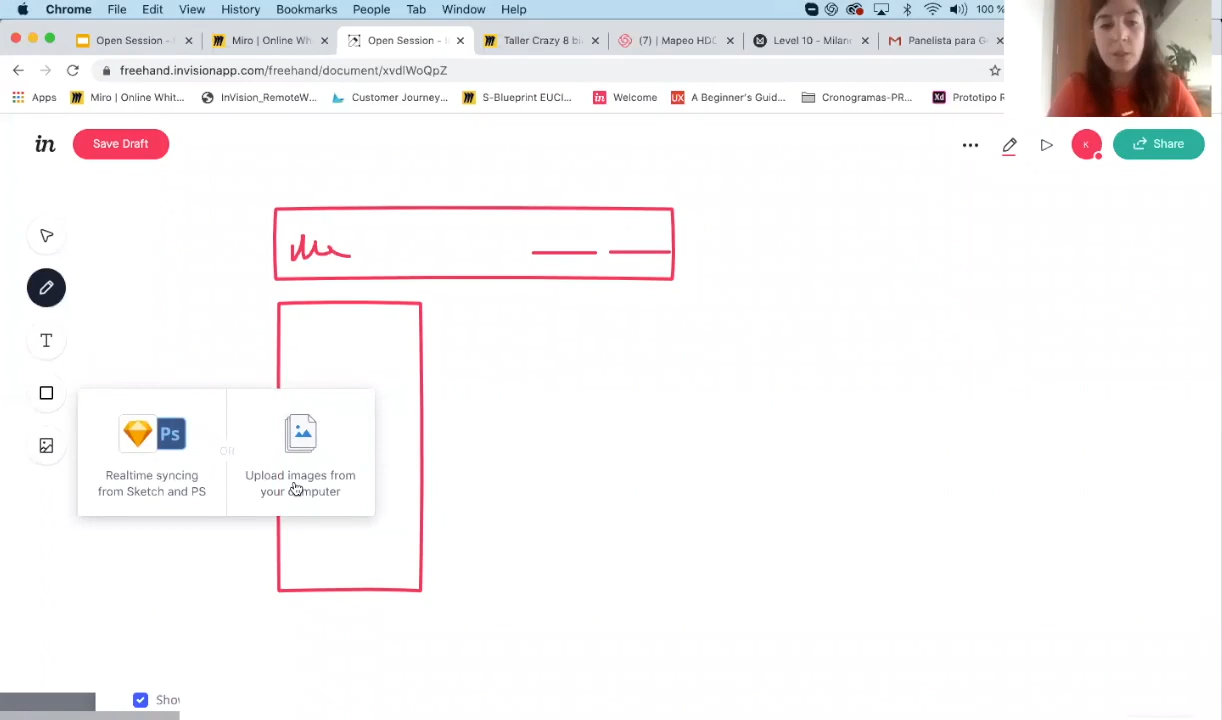 Chrome File Edit View History Bookmarks People Tab Window Help 100 %
Open Session - Miro | Online Wh Open Session - Taller Crazy 8 (7) | Mapeo HDC Level 10 - Milan Panelista para G
freehand.invisionapp.com/freehand/document/xvdlWoQpZ
Apps Miro | Online Whit... InVision_RemoteW... Customer Journey... S-Blueprint EUCI... Welcome A Beginner's Guid... Cronogramas-PR... Prototipo
in Save Draft K Share
T
Ps
OR
Realtime syncing
from Sketch and PS
Upload images from
your computer